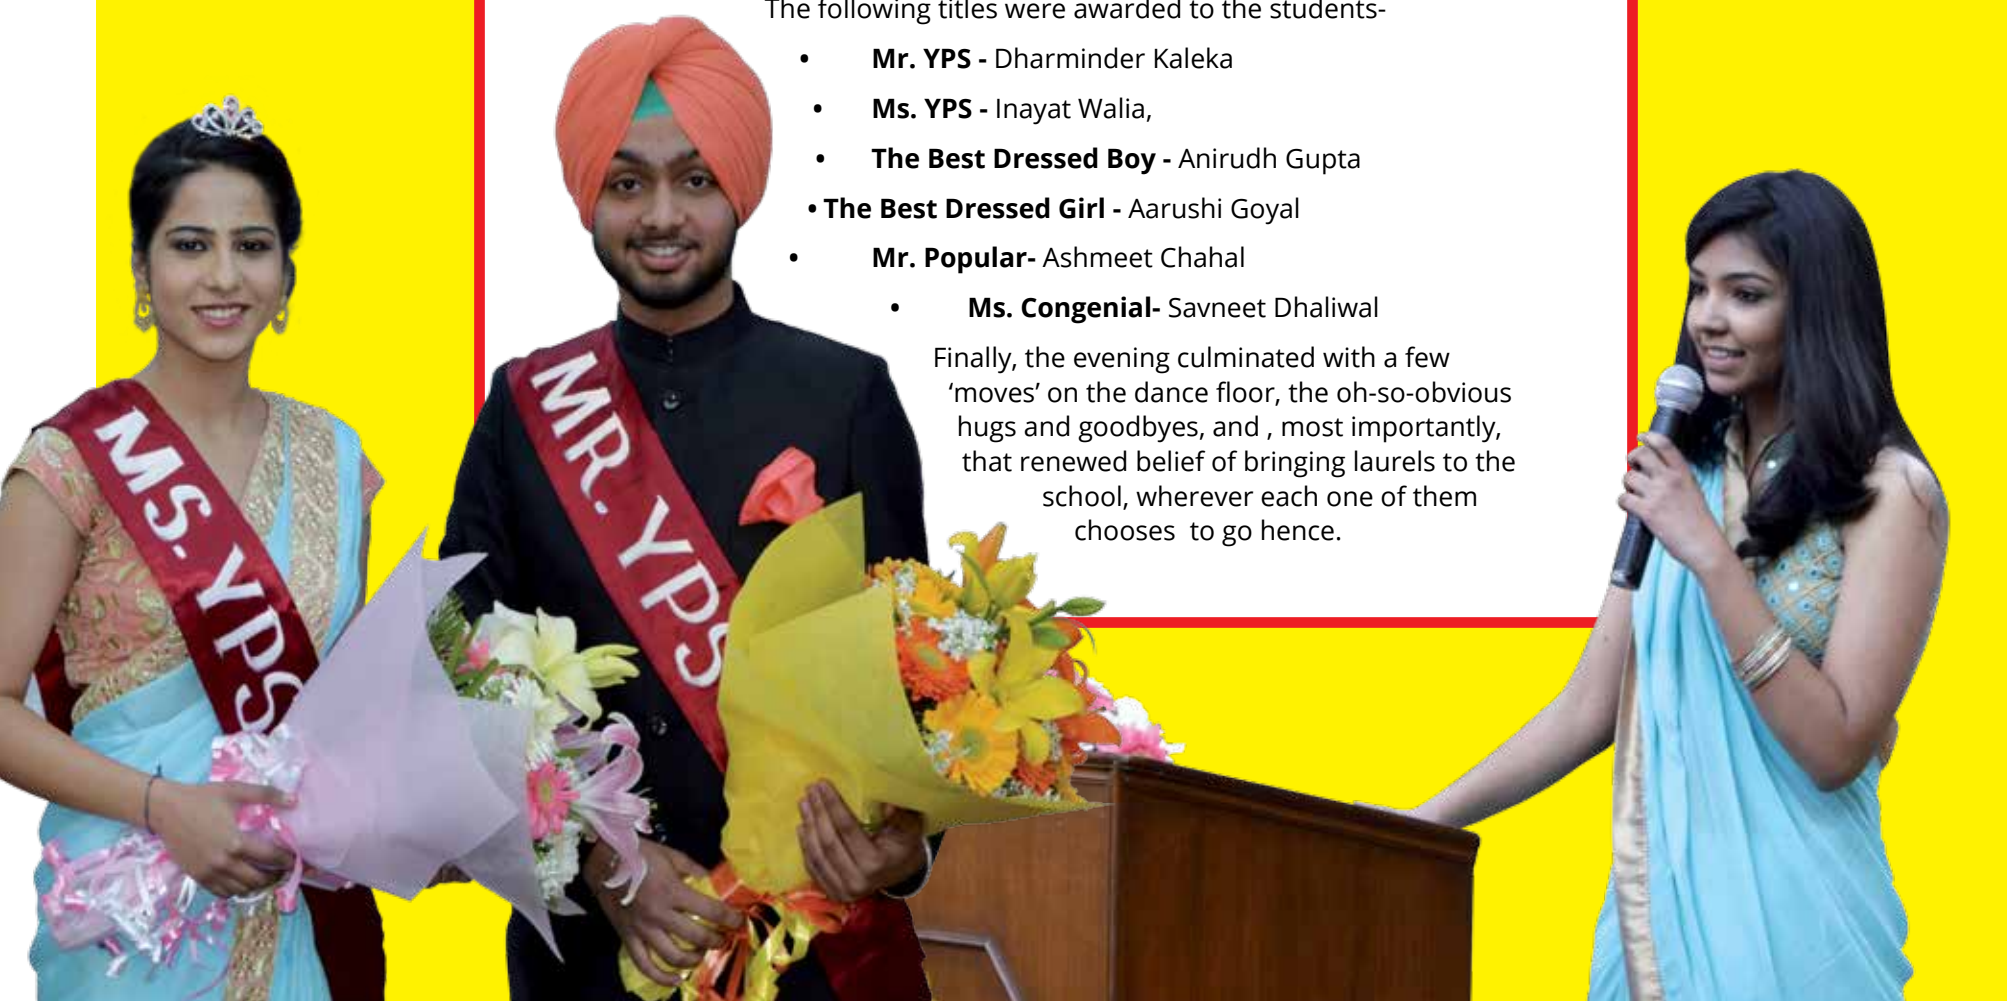 The following titles were awarded to the students-
• Mr. YPS - Dharminder Kaleka
• Ms. YPS - Inayat Walia,
• The Best Dressed Boy - Anirudh Gupta
• The Best Dressed Girl - Aarushi Goyal
• Mr. Popular- Ashmeet Chahal
• Ms. Congenial- Savneet Dhaliwal
Finally, the evening culminated with a few
‘moves’ on the dance floor, the oh-so-obvious
hugs and goodbyes, and , most importantly,
that renewed belief of bringing laurels to the
school, wherever each one of them
chooses to go hence.
MS. YPS
MR. YPS